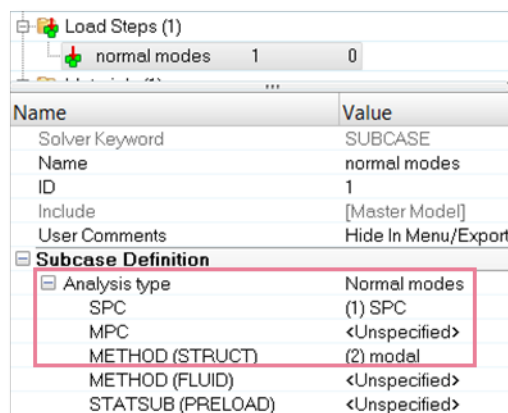 Load Steps (1)
normal modes 1 0
Name Value
Solver Keyword SUBCASE
Name normal modes
ID 1
Include [Master Model]
User Comments Hide In Menu/Export
Subcase Definition
Analysis type Normal modes
SPC (1) SPC
MPC <Unspecified>
METHOD (STRUCT) (2) modal
METHOD (FLUID) <Unspecified>
STATSUB (PRELOAD) <Unspecified>